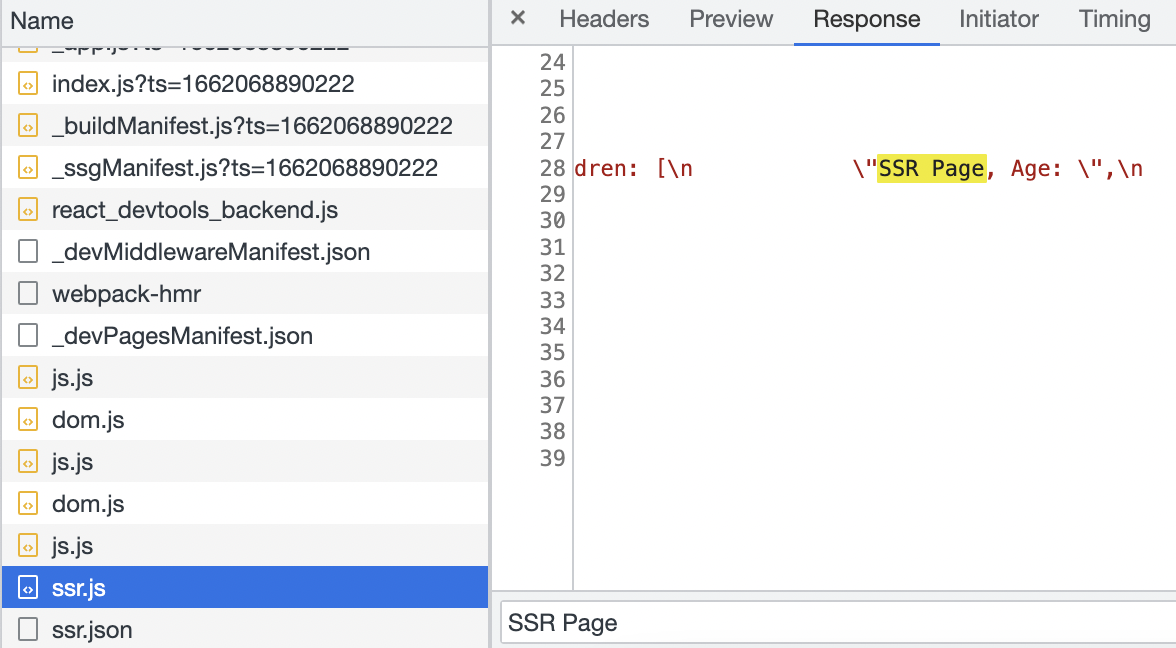 Name
_app.js?ts=1662068890222
index.js?ts=1662068890222
_buildManifest.js?ts=1662068890222
_ssgManifest.js?ts=1662068890222
react_devtools_backend.js
_devMiddlewareManifest.json
webpack-hmr
_devPagesManifest.json
js.js
dom.js
js.js
dom.js
js.js
ssr.js
ssr.json
× Headers Preview Response Initiator Timing
24
25
26
27
28 dren: [\n \"SSR Page, Age: \",\n
29
30
31
32
33
34
35
36
37
38
39
SSR Page